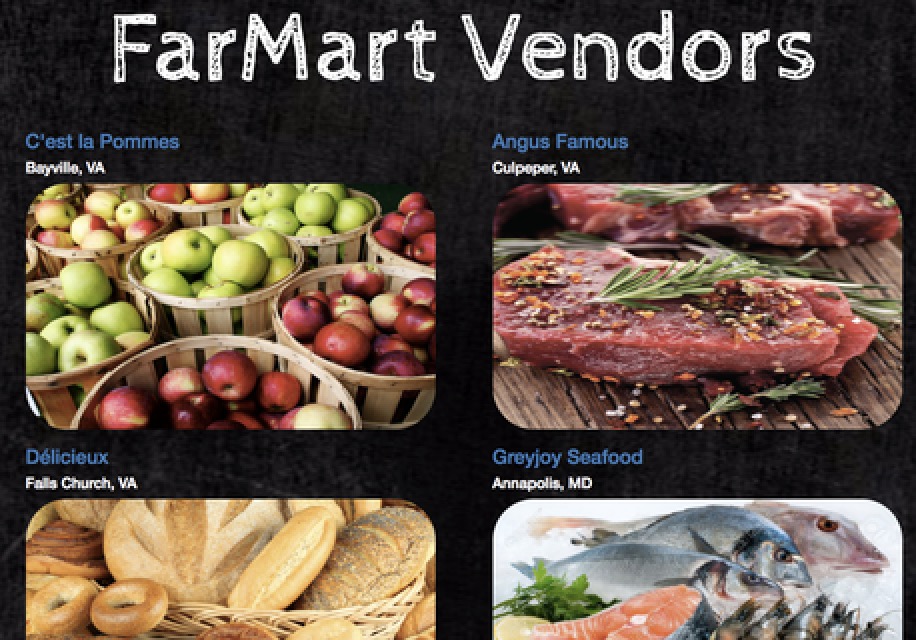 FarMart Vendors
C'est la Pommes
Bayville, VA
Angus Famous
Culpeper, VA
Délicieux
Falls Church, VA
Greyjoy Seafood
Annapolis, MD